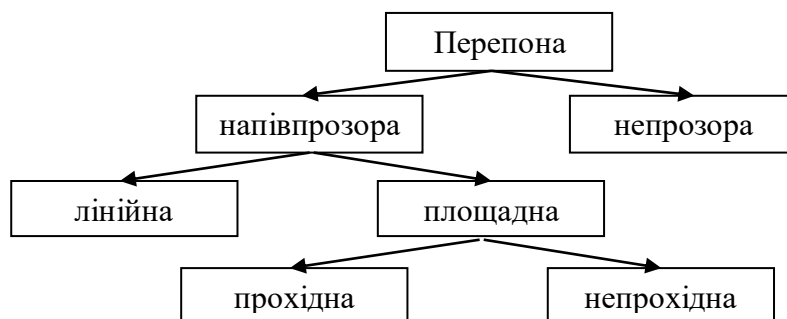 Перепона
напівпрозора
непрозора
лінійна
площадна
прохідна
непрохідна